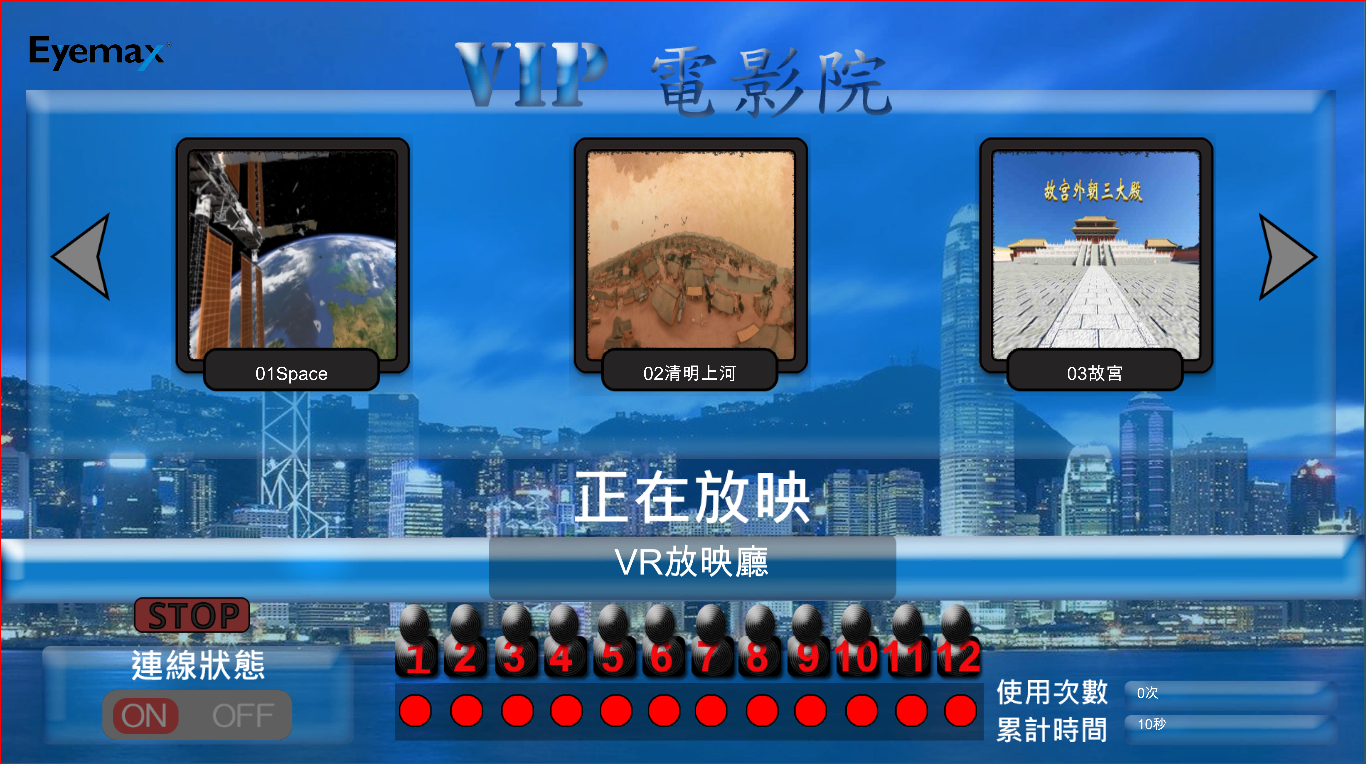 Eyemax
VIP 電影院
故宮外朝三大殿
01Space
02清明上河
03故宮
正在放映
VR放映廳
STOP
連線狀態
ON OFF
1 2 3 4 5 6 7 8 9 10 11 12
使用次數 0次
累計時間 10秒